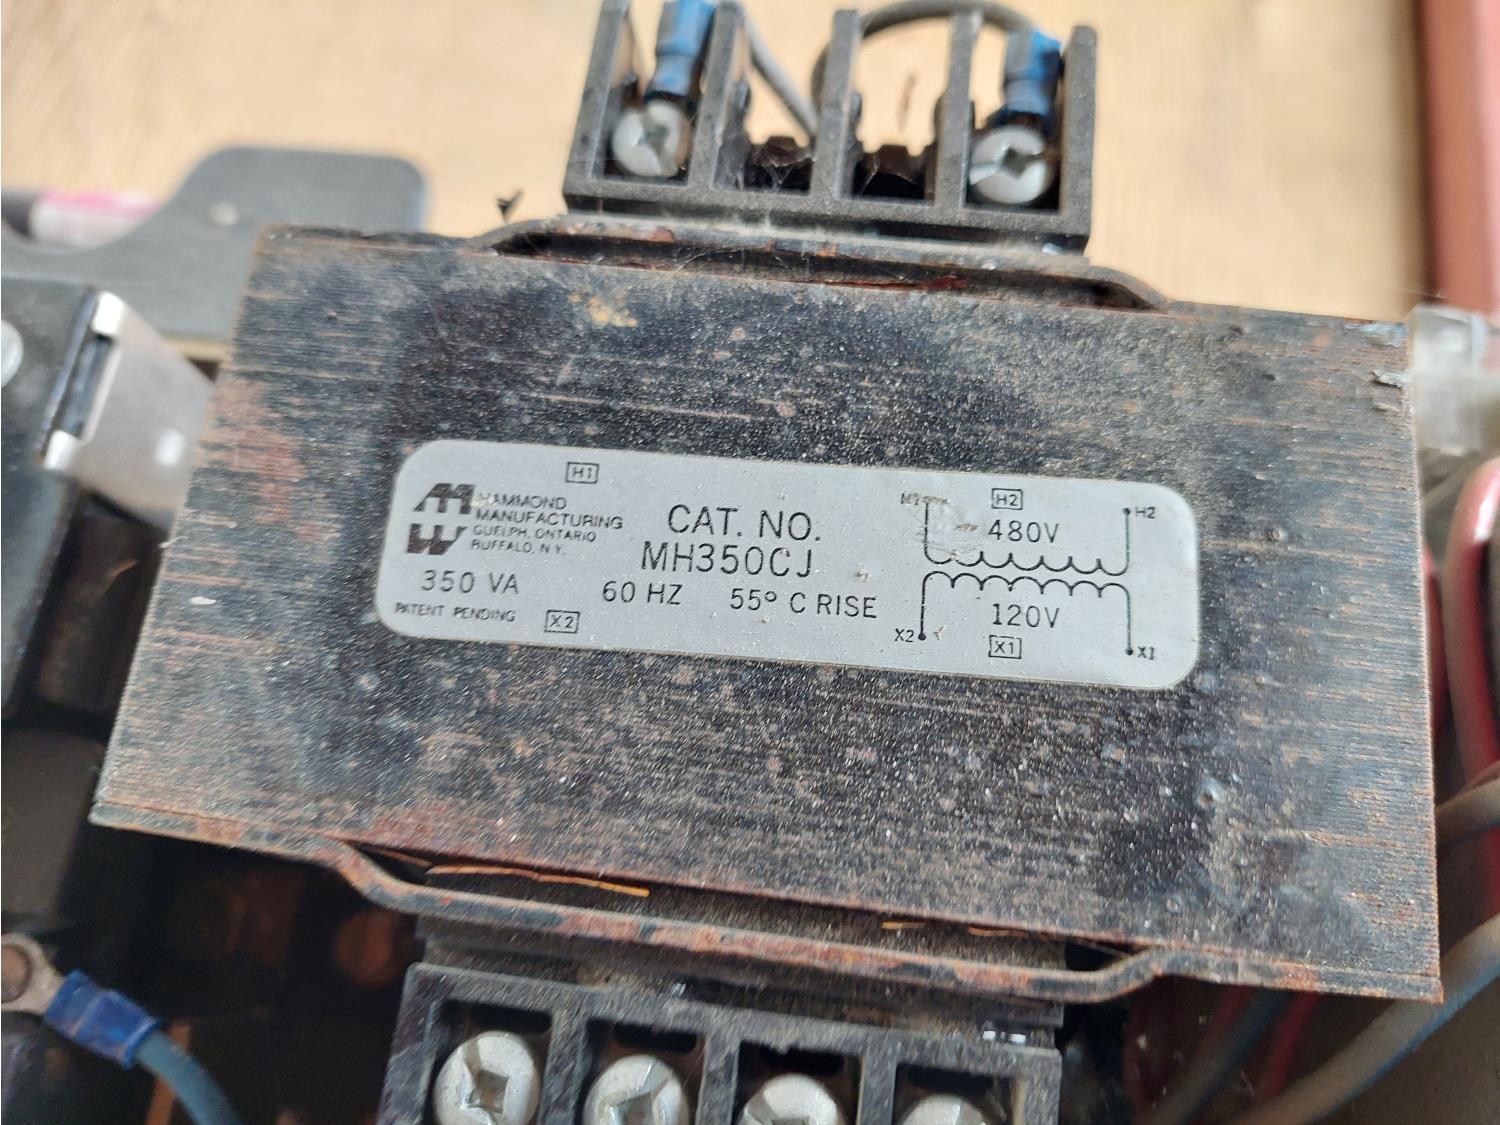 H1
HAMMOND
MANUFACTURING
GUELPH, ONTARIO
BUFFALO, N.Y.
350 VA
PATENT PENDING
X2
CAT. NO.
MH350CJ
60 HZ 55° C RISE
H2
H2
480V
120V
X2
X1
X1